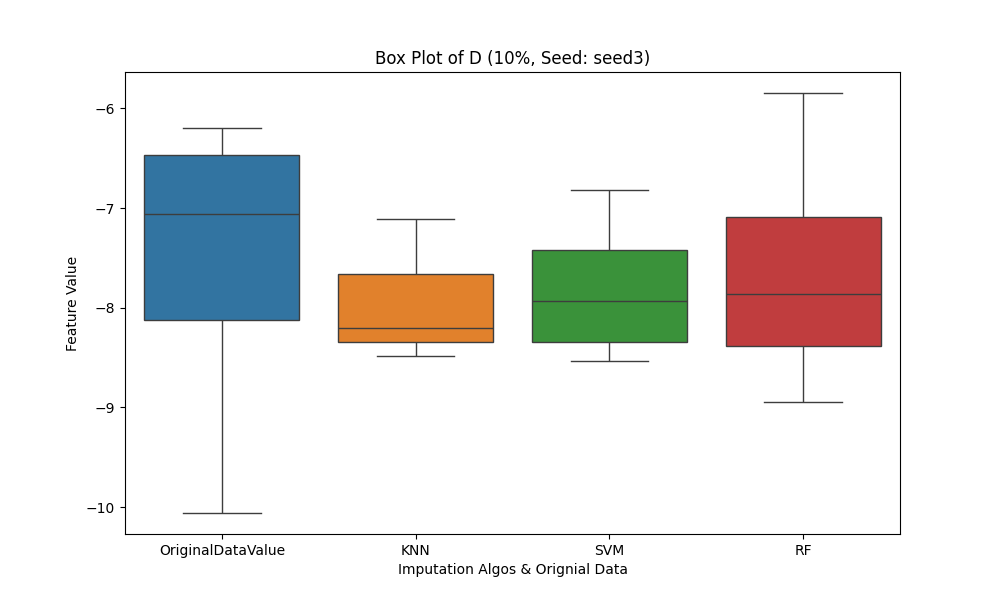 Box Plot of D (10%, Seed: seed3)
−6
−7
−8
−9
−10
Feature Value
OriginalDataValue KNN SVM RF
Imputation Algos & Orignial Data